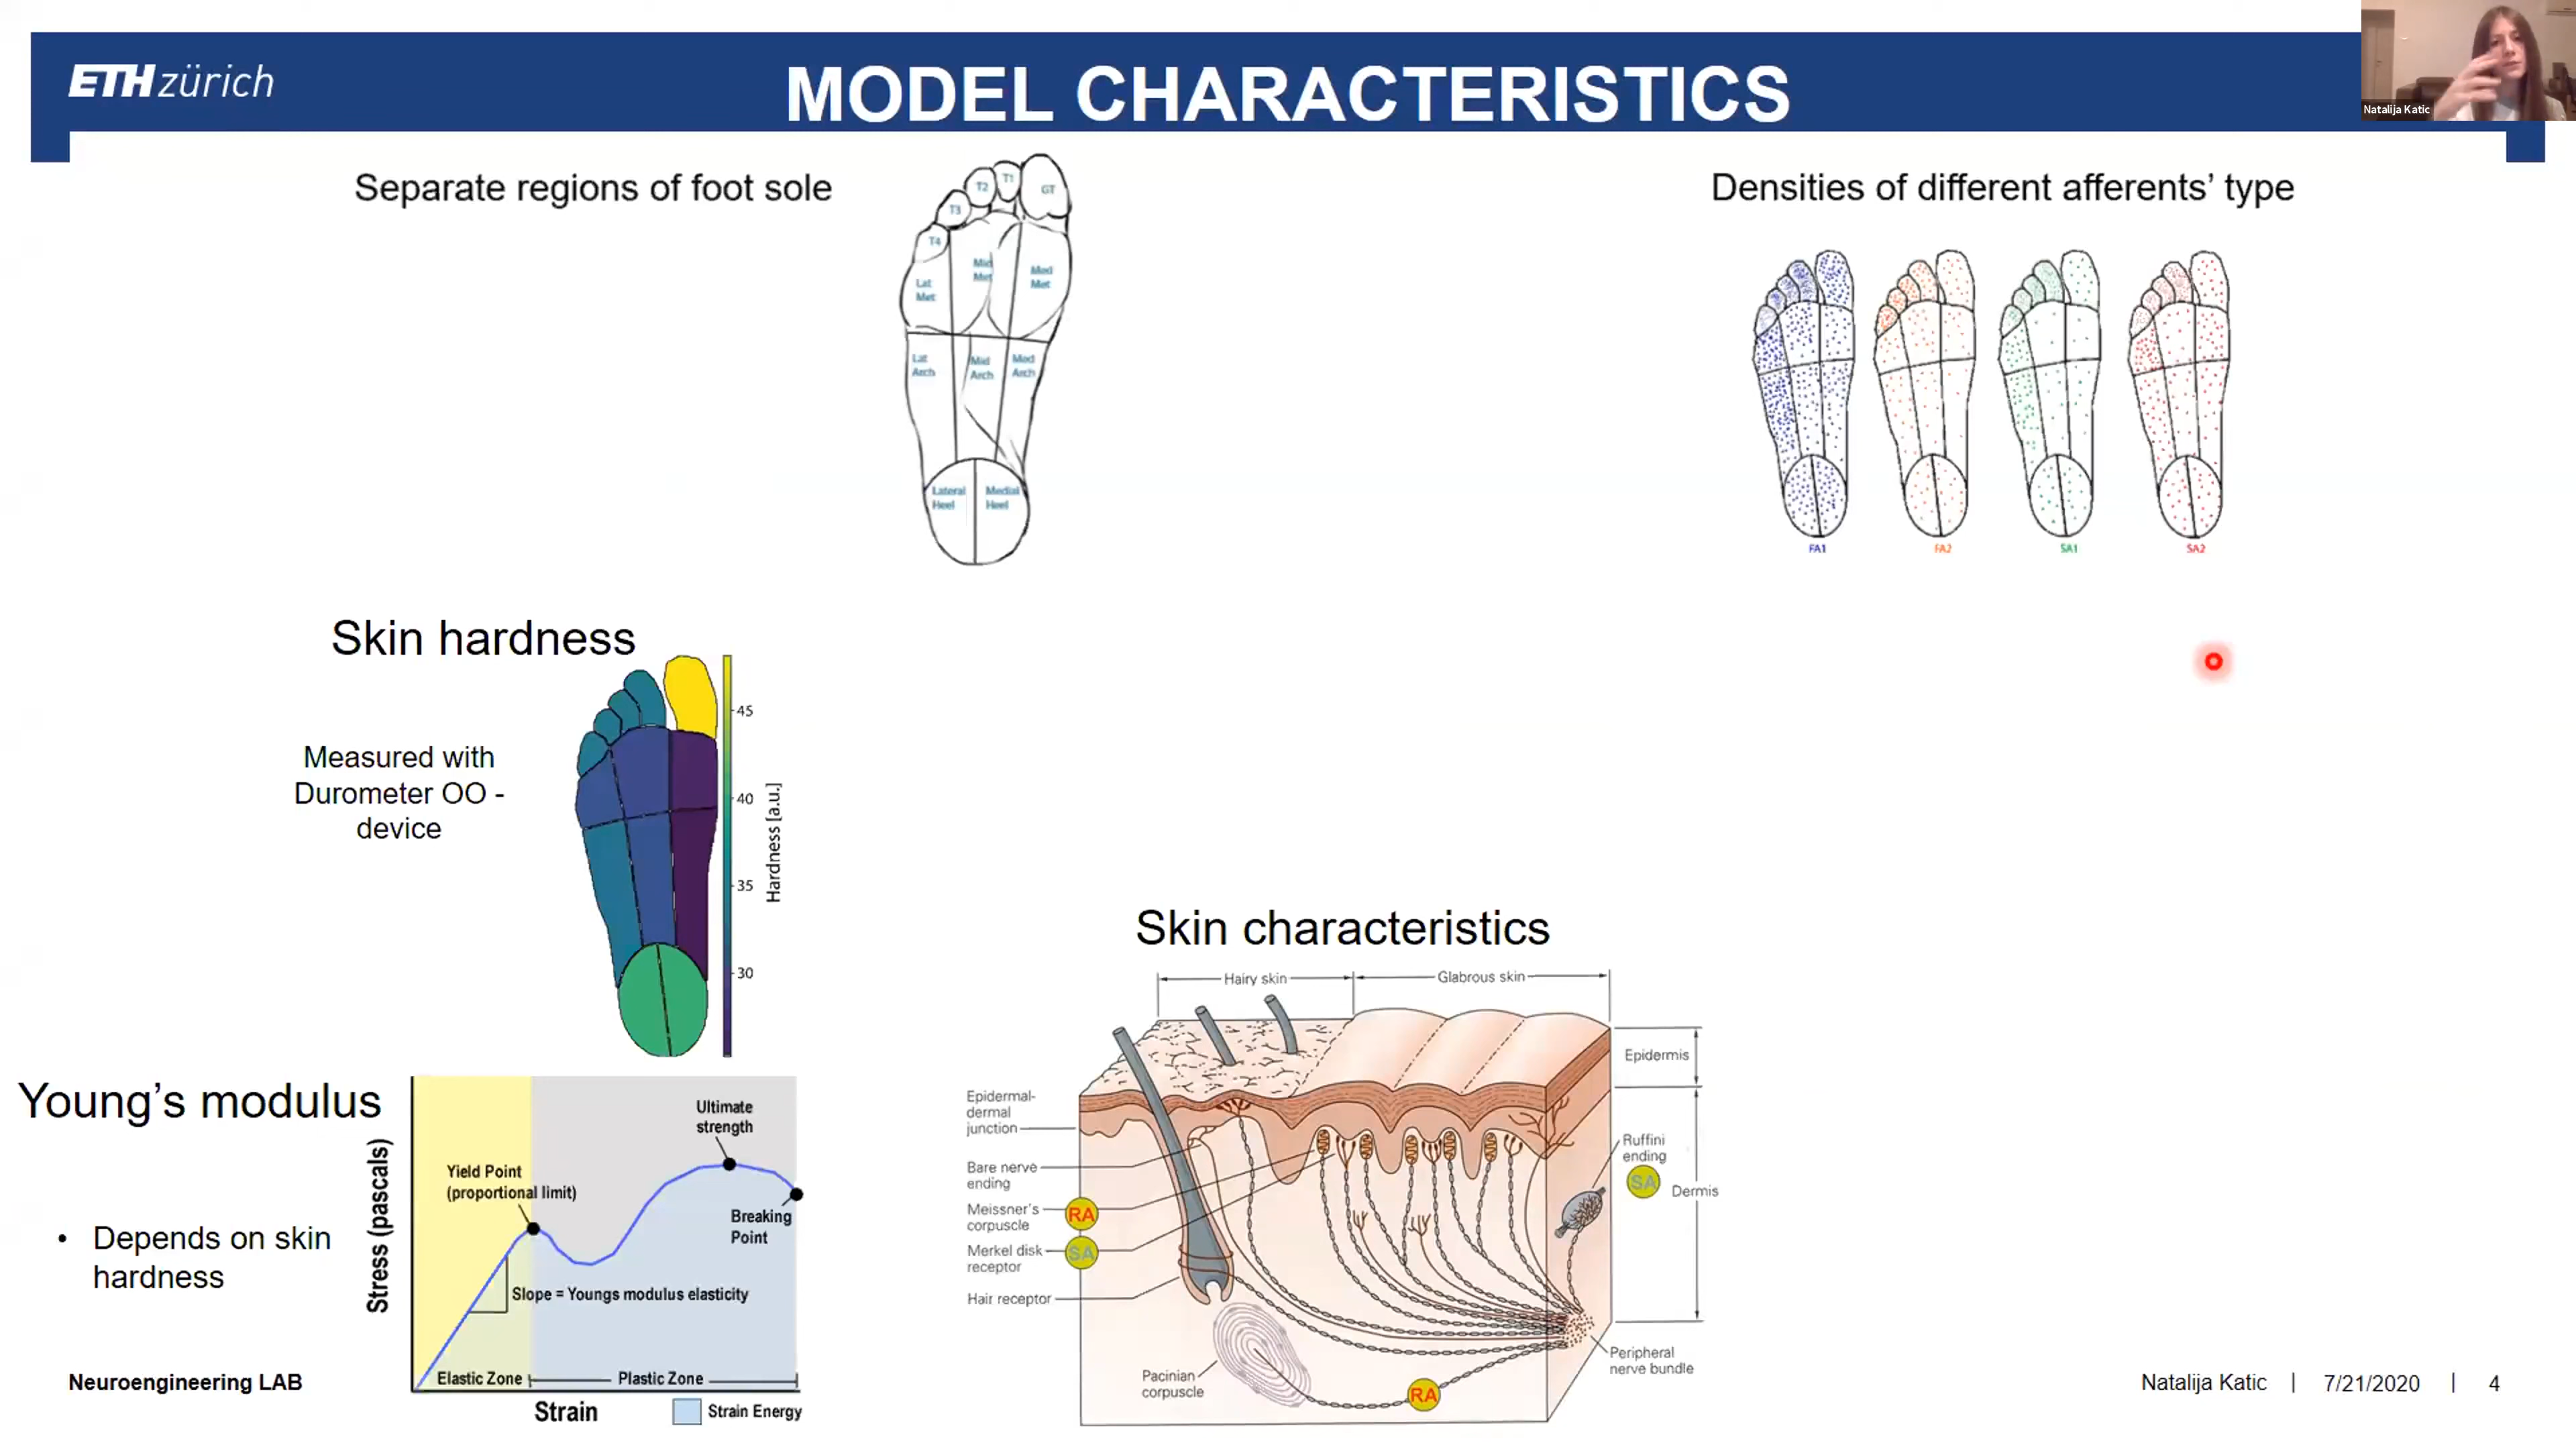 ETH zürich
MODEL CHARACTERISTICS
Natalija Katic
Separate regions of foot sole
T4
T3
T2
T1
GT
Lat
Met
Mid
Met
Med
Met
Lat
Arch
Mid
Arch
Med
Arch
Lateral
Heel
Medial
Heel
Densities of different afferents’ type
FA1
FA2
SA1
SA2
Skin hardness
Measured with
Durometer OO -
device
45
40
35
30
Hardness [a.u.]
Young’s modulus
• Depends on skin
hardness
Stress (pascals)
Yield Point
(proportional limit)
Ultimate
strength
Breaking
Point
Slope = Youngs modulus elasticity
Elastic Zone
Plastic Zone
Strain
Strain Energy
Skin characteristics
Hairy skin
Glabrous skin
Epidermis
Epidermal-
dermal
junction
Bare nerve
ending
Meissner's
corpuscle
RA
Merkel disk
receptor
SA
Hair receptor
Pacinian
corpuscle
RA
Ruffini
ending
SA
Dermis
Peripheral
nerve bundle
Neuroengineering LAB
Natalija Katic | 7/21/2020 | 4